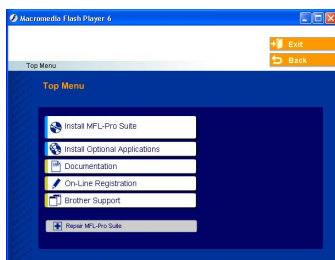 Macromedia Flash Player 6
Exit
Back
Top Menu
Top Menu
Install MFL-Pro Suite
Install Optional Applications
Documentation
On-Line Registration
Brother Support
Repair MFL-Pro Suite